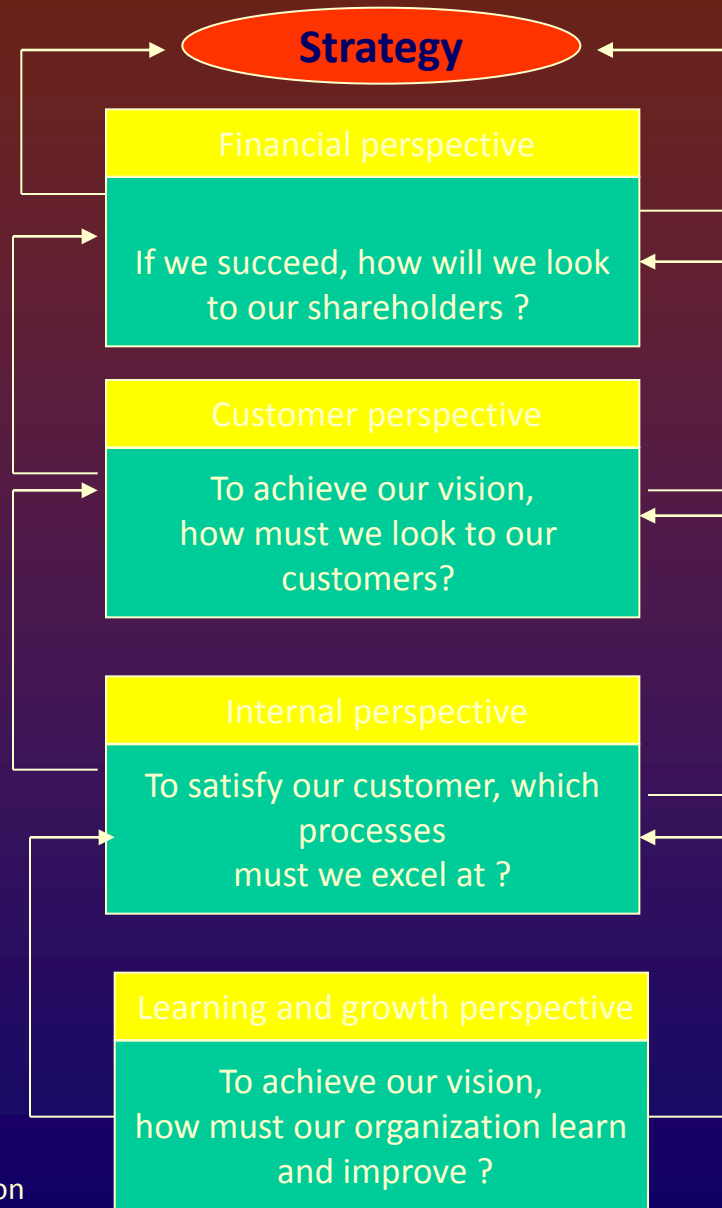 Strategy
Financial perspective
If we succeed, how will we look
to our shareholders ?
Customer perspective
To achieve our vision,
how must we look to our
customers?
Internal perspective
To satisfy our customer, which
processes
must we excel at ?
Learning and growth perspective
To achieve our vision,
how must our organization learn
and improve ?
on